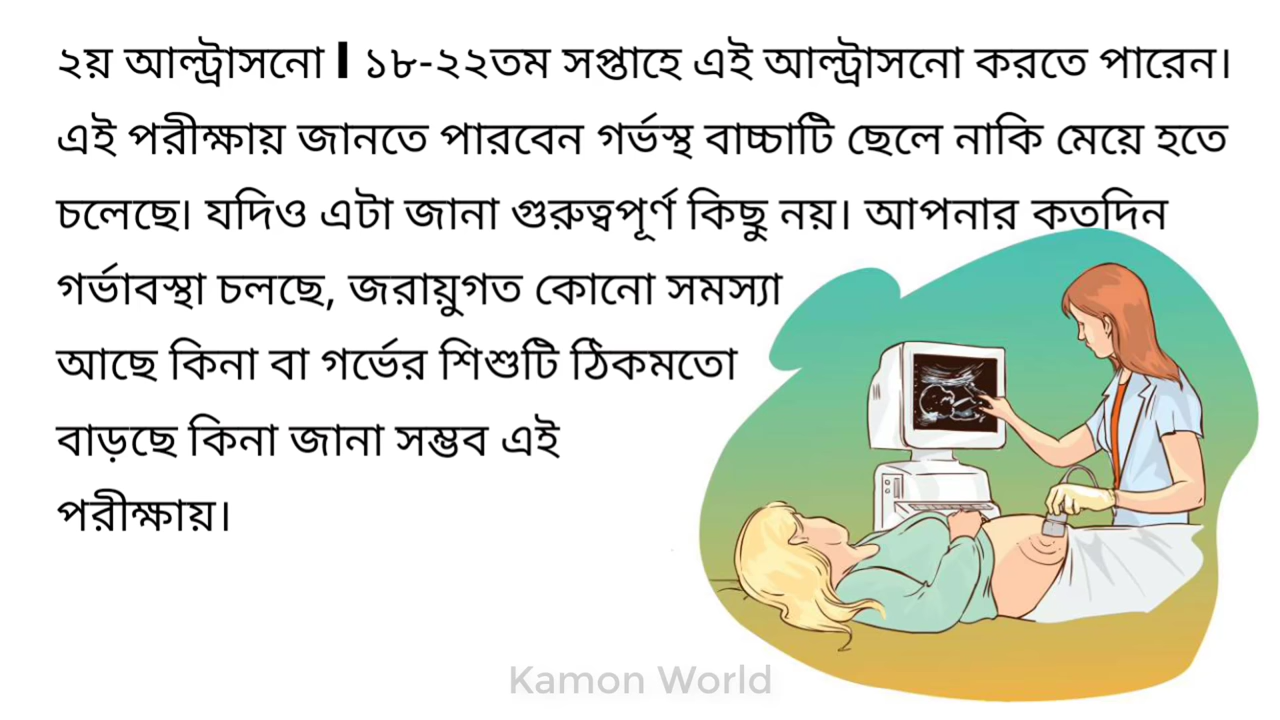 ২য় আল্ট্রাসনো l ১৮-২২তম সপ্তাহে এই আল্ট্রাসনো করতে পারেন।
এই পরীক্ষায় জানতে পারবেন গর্ভস্থ বাচ্চাটি ছেলে নাকি মেয়ে হতে
চলেছে। যদিও এটা জানা গুরুত্বপূর্ণ কিছু নয়। আপনার কতদিন
গর্ভাবস্থা চলছে, জরায়ুগত কোনো সমস্যা
আছে কিনা বা গর্ভের শিশুটি ঠিকমতো
বাড়ছে কিনা জানা সম্ভব এই
পরীক্ষায়।
Kamon World